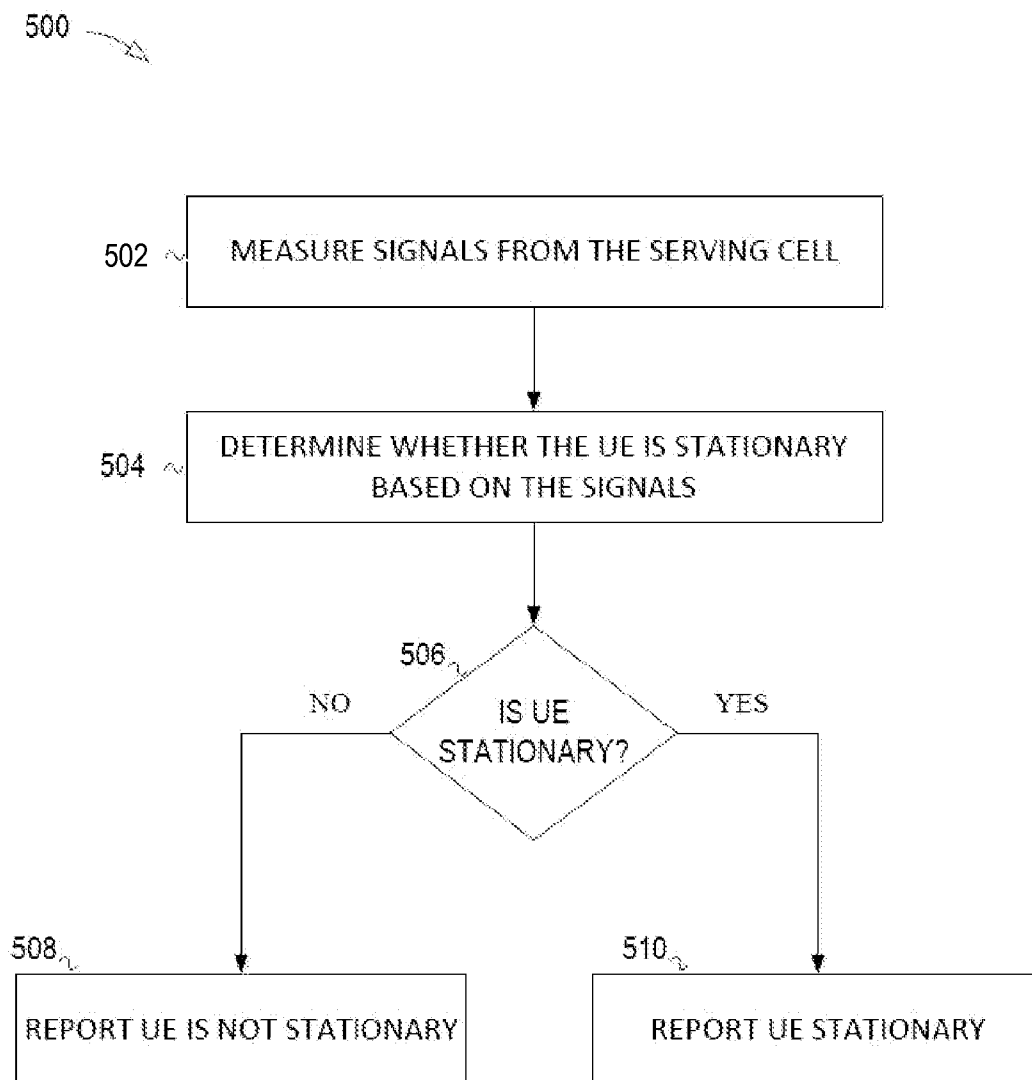 500
502
MEASURE SIGNALS FROM THE SERVING CELL
504
DETERMINE WHETHER THE UE IS STATIONARY
BASED ON THE SIGNALS
506
NO
YES
IS UE
STATIONARY?
508
510
REPORT UE IS NOT STATIONARY
REPORT UE STATIONARY